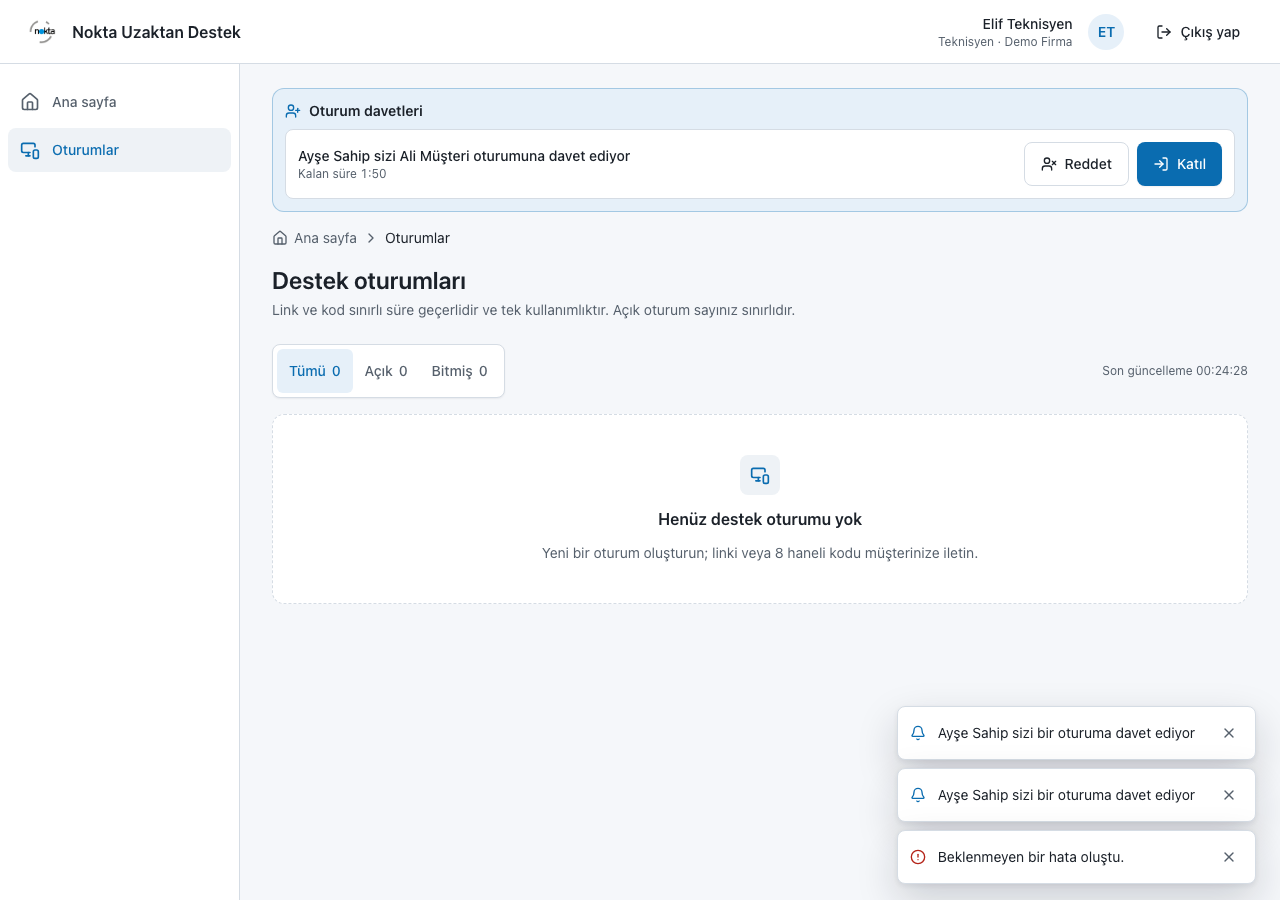 nokta
Nokta Uzaktan Destek
Elif Teknisyen
Teknisyen · Demo Firma
ET
Çıkış yap
Ana sayfa
Oturumlar
Oturum davetleri
Ayşe Sahip sizi Ali Müşteri oturumuna davet ediyor
Kalan süre 1:50
Reddet
Katıl
Ana sayfa
Oturumlar
Destek oturumları
Link ve kod sınırlı süre geçerlidir ve tek kullanımlıktır. Açık oturum sayınız sınırlıdır.
Tümü 0
Açık 0
Bitmiş 0
Son güncelleme 00:24:28
Henüz destek oturumu yok
Yeni bir oturum oluşturun; linki veya 8 haneli kodu müşterinize iletin.
Ayşe Sahip sizi bir oturuma davet ediyor
Ayşe Sahip sizi bir oturuma davet ediyor
Beklenmeyen bir hata oluştu.